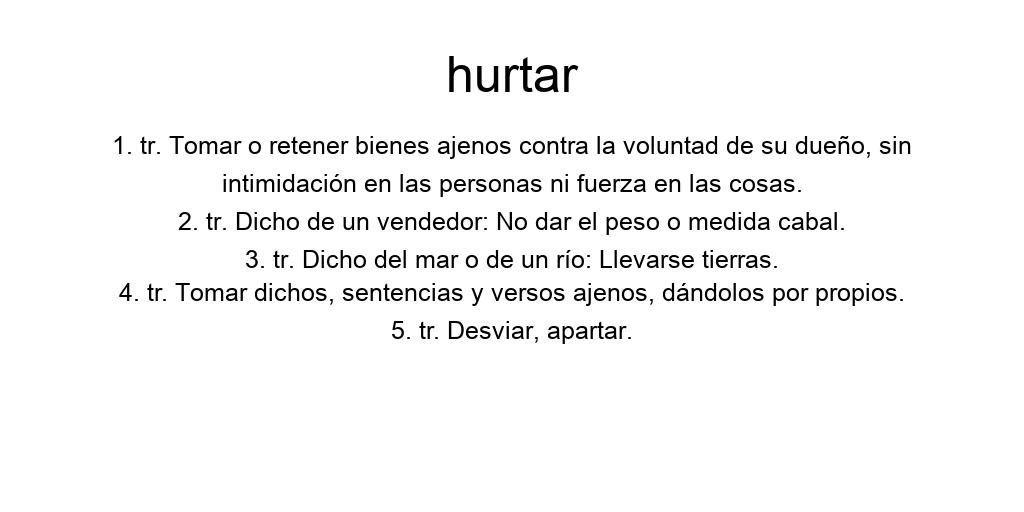 hurtar
1. tr. Tomar o retener bienes ajenos contra la voluntad de su dueño, sin
intimidación en las personas ni fuerza en las cosas.
2. tr. Dicho de un vendedor: No dar el peso o medida cabal.
3. tr. Dicho del mar o de un río: Llevarse tierras.
4. tr. Tomar dichos, sentencias y versos ajenos, dándolos por propios.
5. tr. Desviar, apartar.